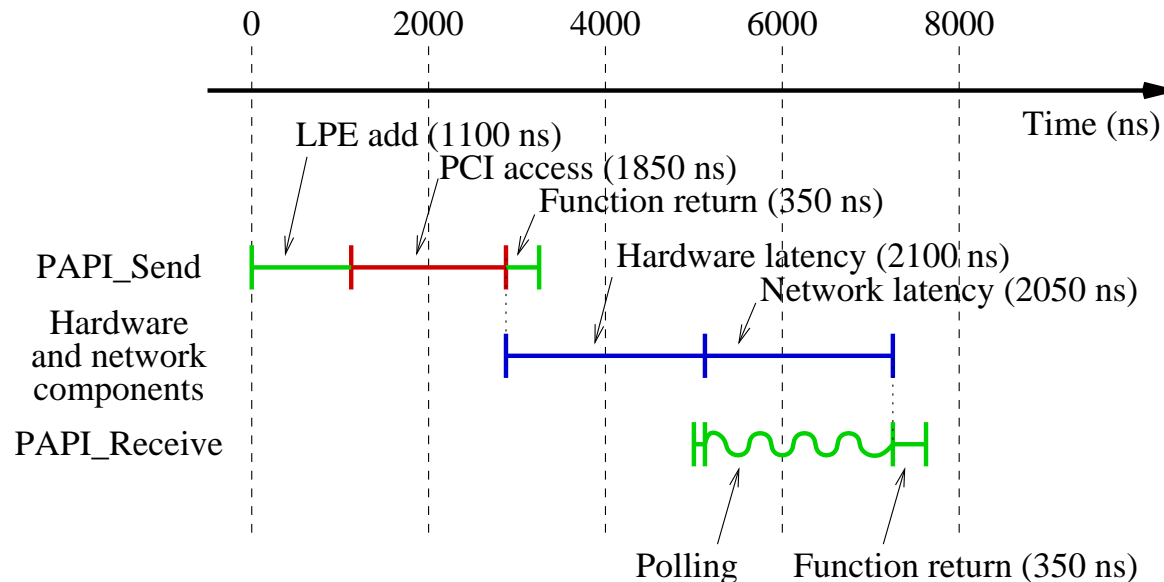 0 2000 4000 6000 8000
Time (ns)
LPE add (1100 ns)
PCI access (1850 ns)
Function return (350 ns)
PAPI_Send
Hardware latency (2100 ns)
Network latency (2050 ns)
Hardware
and network
components
PAPI_Receive
Polling
Function return (350 ns)